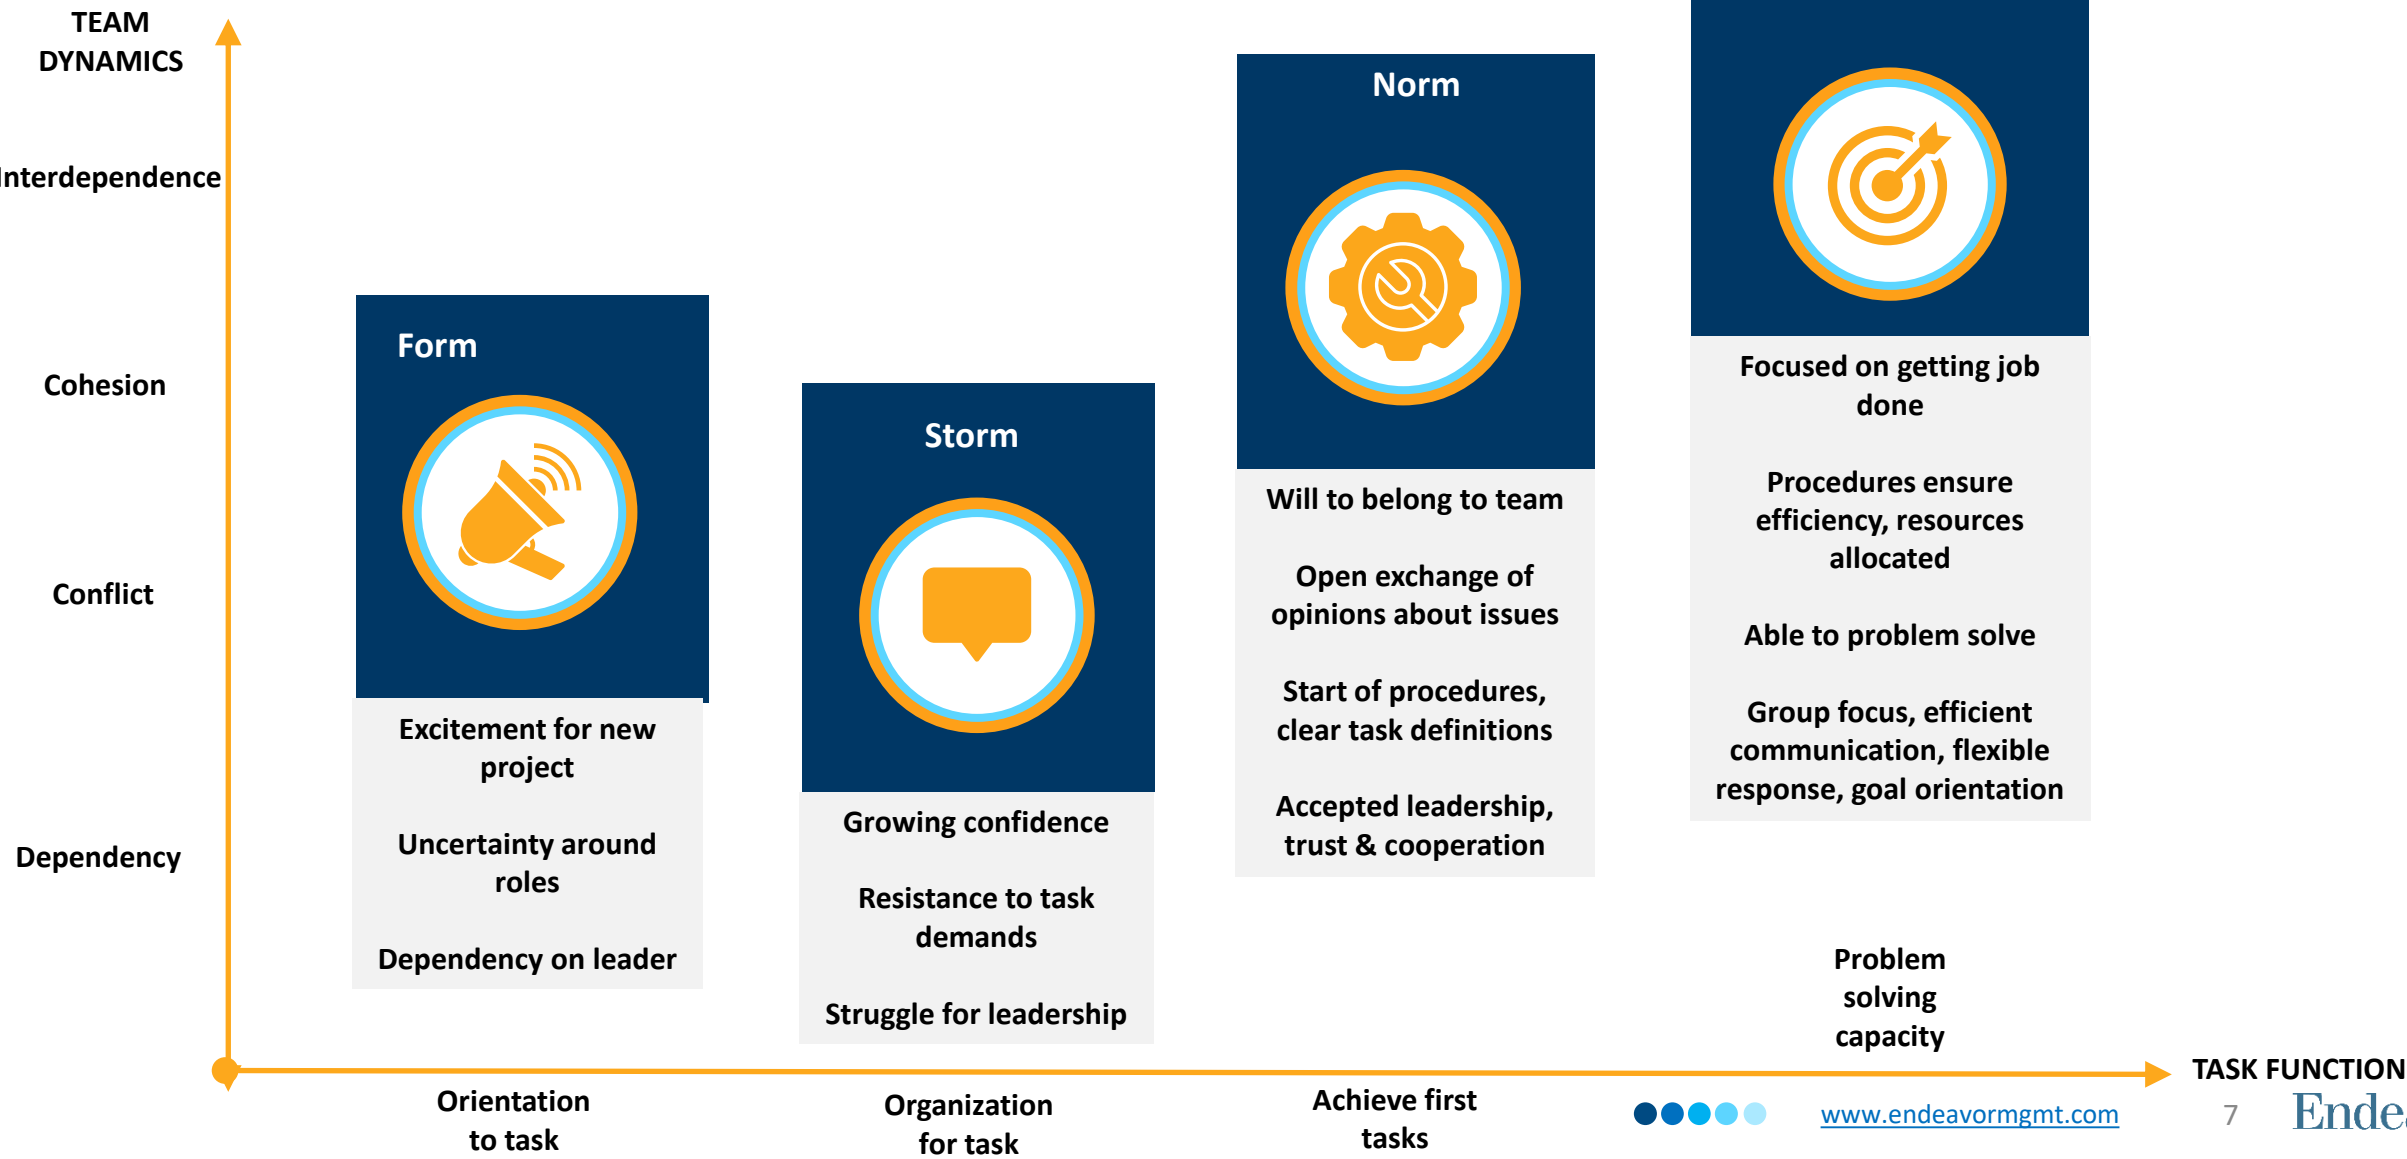 TEAM
DYNAMICS
Interdependence
Cohesion
Conflict
Dependency
Form
Excitement for new
project
Uncertainty around
roles
Dependency on leader
Storm
Growing confidence
Resistance to task
demands
Struggle for leadership
Norm
Will to belong to team
Open exchange of
opinions about issues
Start of procedures,
clear task definitions
Accepted leadership,
trust & cooperation
Focused on getting job
done
Procedures ensure
efficiency, resources
allocated
Able to problem solve
Group focus, efficient
communication, flexible
response, goal orientation
Problem
solving
capacity
TASK FUNCTION
Orientation
to task
Organization
for task
Achieve first
tasks
www.endeavormgmt.com
7